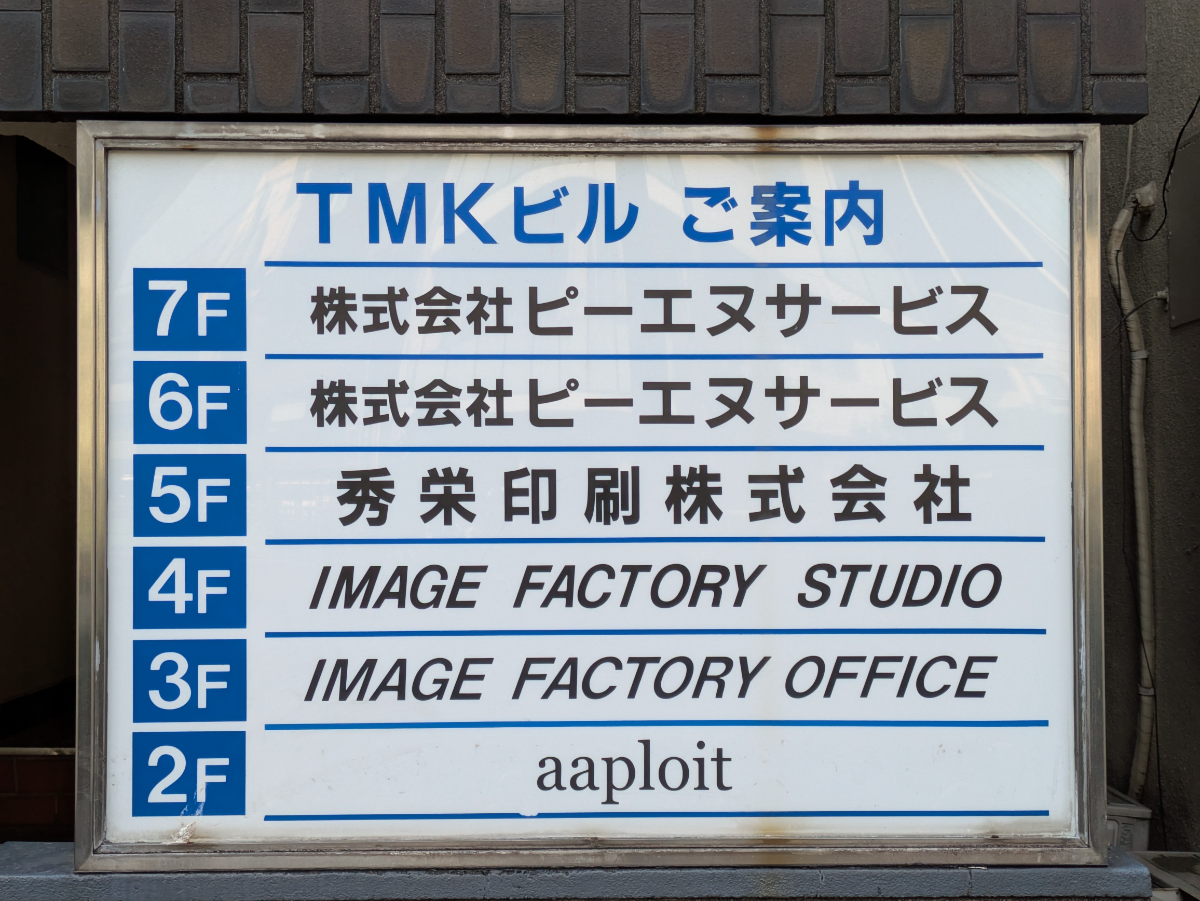 TMKビル ご案内
7F 株式会社ピーエヌサービス
6F 株式会社ピーエヌサービス
5F 秀栄印刷株式会社
4F IMAGE FACTORY STUDIO
3F IMAGE FACTORY OFFICE
2F aaploit